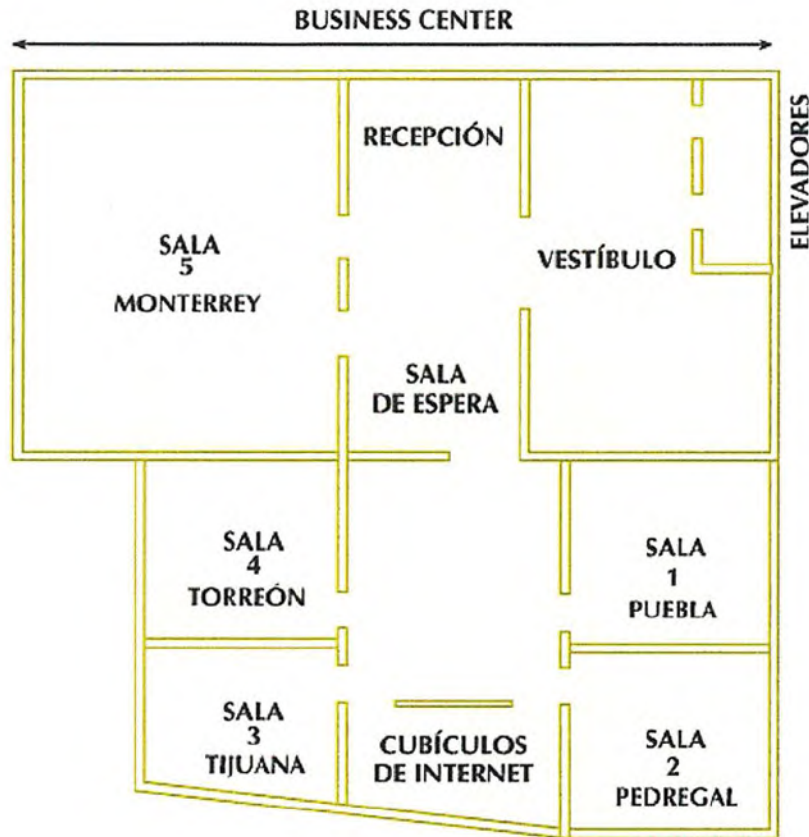 BUSINESS CENTER
RECEPCIÓN
ELEVADORES
SALA
5
MONTERREY
VESTÍBULO
SALA
DE ESPERA
SALA
4
TORREÓN
SALA
1
PUEBLA
SALA
3
TIJUANA
CUBÍCULOS
DE INTERNET
SALA
2
PEDREGAL